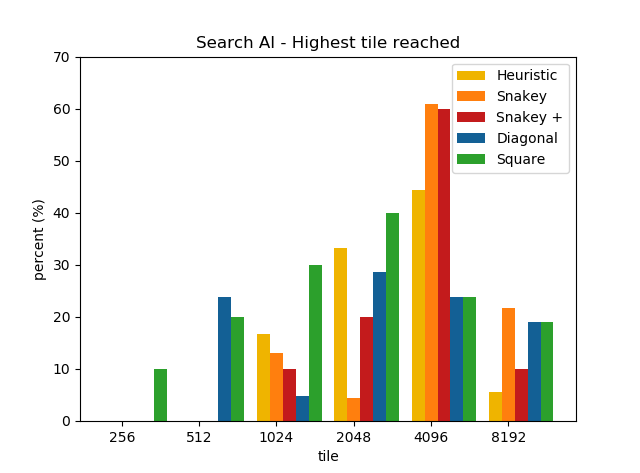 Search AI - Highest tile reached
70
60
50
40
30
20
10
0
percent (%)
Heuristic
Snakey
Snakey +
Diagonal
Square
256 512 1024 2048 4096 8192
tile